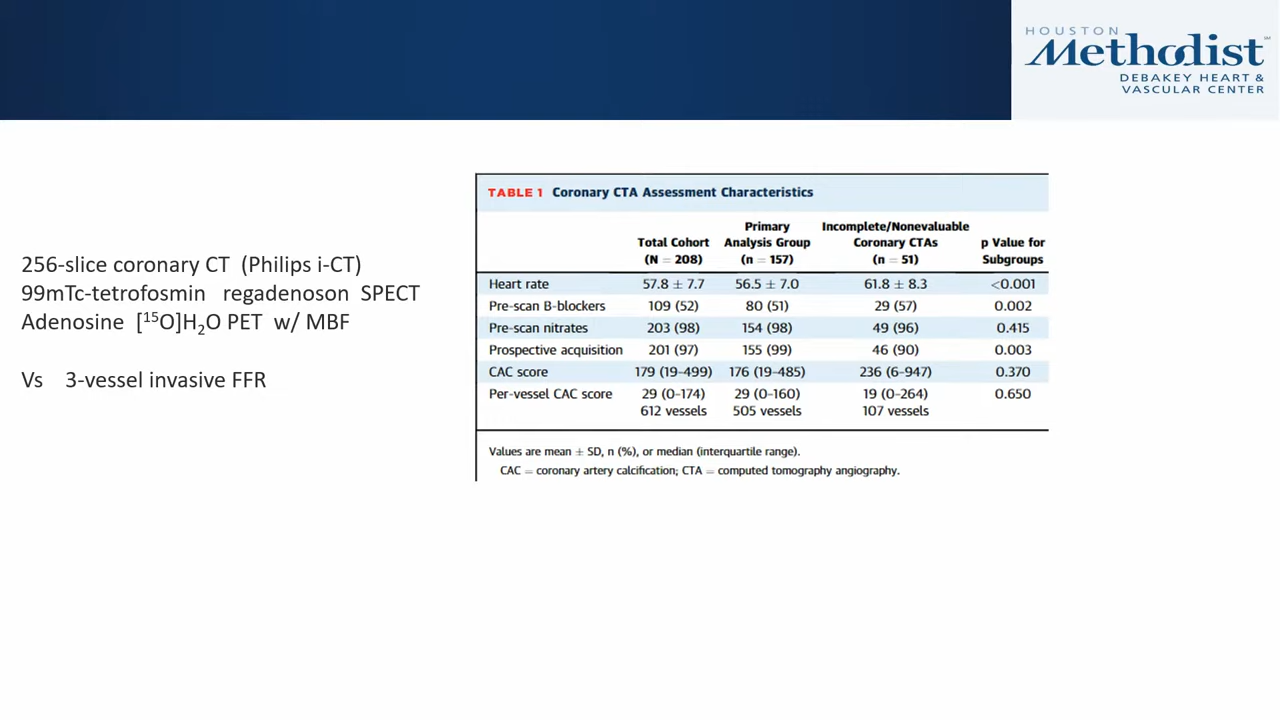 HOUSTON
Methodist
DEBAKEY HEART &
VASCULAR CENTER
256-slice coronary CT (Philips i-CT)
99mTc-tetrofosmin regadenoson SPECT
Adenosine [¹⁵O]H₂O PET w/ MBF
Vs 3-vessel invasive FFR
TABLE 1 Coronary CTA Assessment Characteristics
Total Cohort (N = 208) Primary Analysis Group (n = 157) Incomplete/Nonevaluable Coronary CTAs (n = 51) p Value for Subgroups
Heart rate 57.8 ± 7.7 56.5 ± 7.0 61.8 ± 8.3 <0.001
Pre-scan B-blockers 109 (52) 80 (51) 29 (57) 0.002
Pre-scan nitrates 203 (98) 154 (98) 49 (96) 0.415
Prospective acquisition 201 (97) 155 (99) 46 (90) 0.003
CAC score 179 (19–499) 176 (19–485) 236 (6–947) 0.370
Per-vessel CAC score 29 (0–174) 29 (0–160) 19 (0–264) 0.650
612 vessels 505 vessels 107 vessels
Values are mean ± SD, n (%), or median (interquartile range).
CAC = coronary artery calcification; CTA = computed tomography angiography.